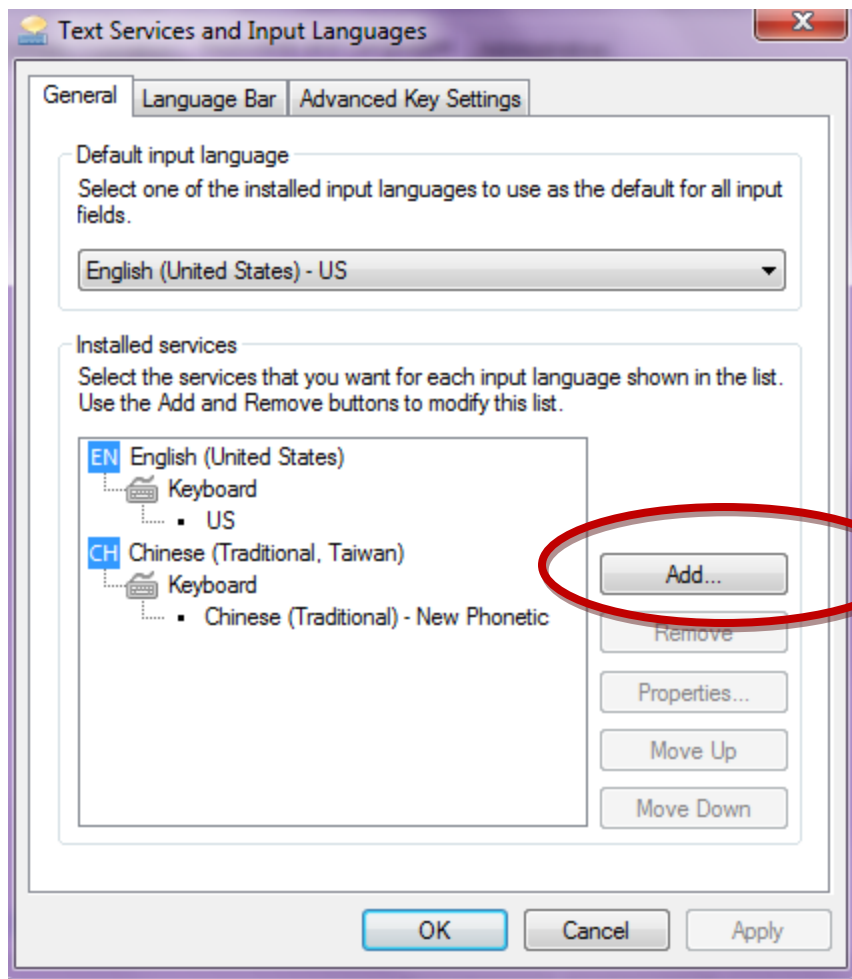 Text Services and Input Languages
X
General
Language Bar
Advanced Key Settings
Default input language
Select one of the installed input languages to use as the default for all input
fields.
English (United States) - US
Installed services
Select the services that you want for each input language shown in the list.
Use the Add and Remove buttons to modify this list.
EN English (United States)
Keyboard
US
CH Chinese (Traditional, Taiwan)
Keyboard
Chinese (Traditional) - New Phonetic
Add...
Remove
Properties...
Move Up
Move Down
OK
Cancel
Apply